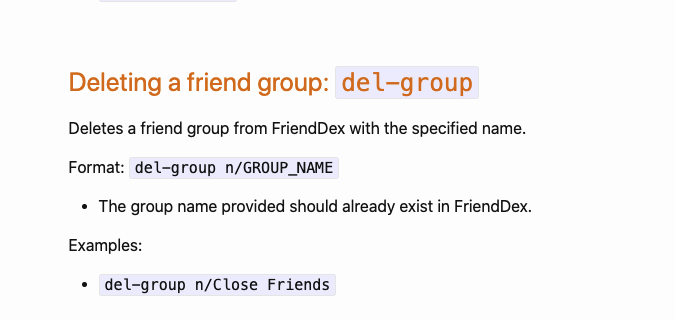 Deleting a friend group: del-group
Deletes a friend group from FriendDex with the specified name.
Format: del-group n/GROUP_NAME
• The group name provided should already exist in FriendDex.
Examples:
• del-group n/Close Friends